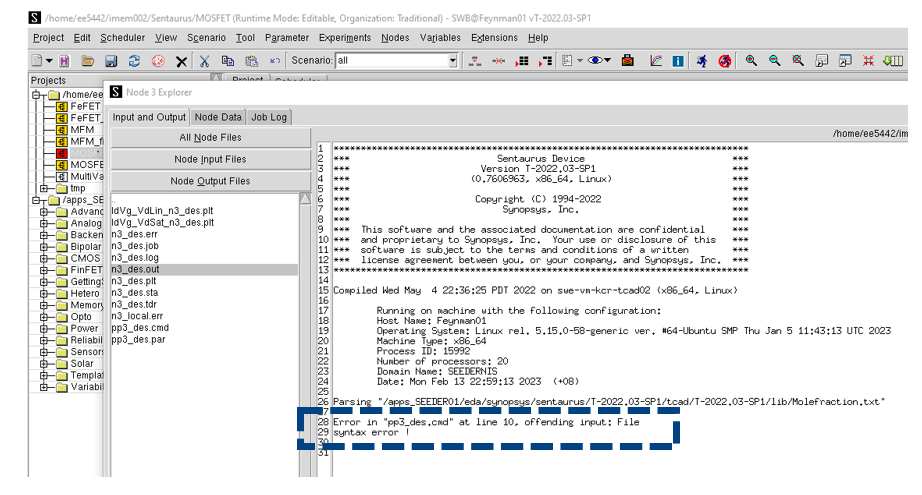 /home/ee5442/imem002/Sentaurus/MOSFET (Runtime Mode: Editable, Organization: Traditional) - SWB@Feynman01 vT-2022.03-SP1
Project Edit Scheduler View Scenario Tool Parameter Experiments Nodes Variables Extensions Help
Scenario: all
Projects
/home/ee
FeFET
FeFET_
MFM
MFM_f
MOSFE
MultiVa
tmp
/apps_SE
Advanc
Analog
Backen
Bipolar
CMOS
FinFET
Getting
Hetero
Memory
Opto
Power
Reliabil
Sensors
Solar
Templat
Variabil
Node 3 Explorer
Input and Output Node Data Job Log
All Node Files
Node Input Files
Node Output Files
..
IdVg_VdLin_n3_des.plt
IdVg_VdSat_n3_des.plt
n3_des.err
n3_des.job
n3_des.log
n3_des.out
n3_des.plt
n3_des.sta
n3_des.tdr
n3_local.err
pp3_des.cmd
pp3_des.par
/home/ee5442/ime
1 **********************************************************************
2 *** Sentaurus Device ***
3 *** Version T-2022.03-SP1 ***
4 *** (0.7606963, x86_64, Linux) ***
5 *** ***
6 *** Copyright (C) 1994-2022 ***
7 *** Synopsys, Inc. ***
8 *** ***
9 *** This software and the associated documentation are confidential ***
10 *** and proprietary to Synopsys, Inc. Your use or disclosure of this ***
11 *** software is subject to the terms and conditions of a written ***
12 *** license agreement between you, or your company, and Synopsys, Inc. ***
13 **********************************************************************
14
15 Compiled Wed May 4 22:36:25 PDT 2022 on swe-vm-kcr-tcad02 (x86_64, Linux)
16
17 Running on machine with the following configuration:
18 Host Name: Feynman01
19 Operating System: Linux rel. 5.15.0-58-generic ver. #64-Ubuntu SMP Thu Jan 5 11:43:13 UTC 2023
20 Machine Type: x86_64
21 Process ID: 15992
22 Number of processors: 20
23 Domain Name: SEEDERNIS
24 Date: Mon Feb 13 22:59:13 2023 (+08)
25
26 Parsing "/apps_SEEDER01/eda/synopsys/sentaurus/T-2022.03-SP1/tcad/T-2022.03-SP1/lib/Molefraction.txt"
27
28 Error in "pp3_des.cmd" at line 10, offending input: File
29 syntax error !
30
31